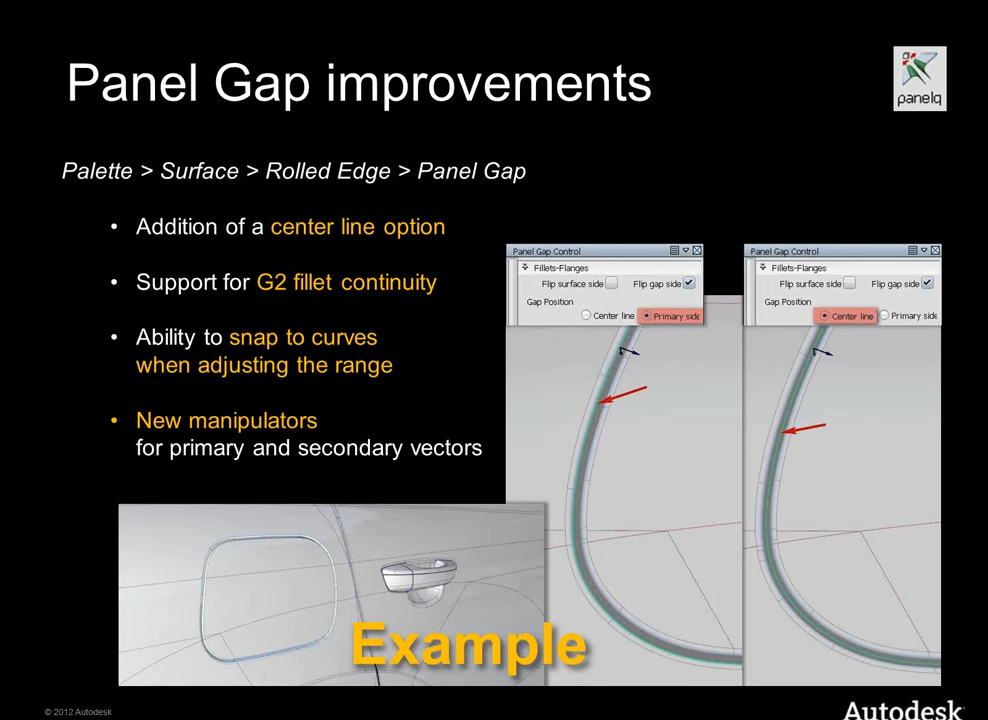 Panel Gap improvements
panelg
Palette > Surface > Rolled Edge > Panel Gap
• Addition of a center line option
• Support for G2 fillet continuity
• Ability to snap to curves
when adjusting the range
• New manipulators
for primary and secondary vectors
Panel Gap Control
Fillets-Flanges
Flip surface side
Flip gap side
Gap Position
Center line
Primary side
Panel Gap Control
Fillets-Flanges
Flip surface side
Flip gap side
Gap Position
Center line
Primary side
Example
© 2012 Autodesk
Autodesk